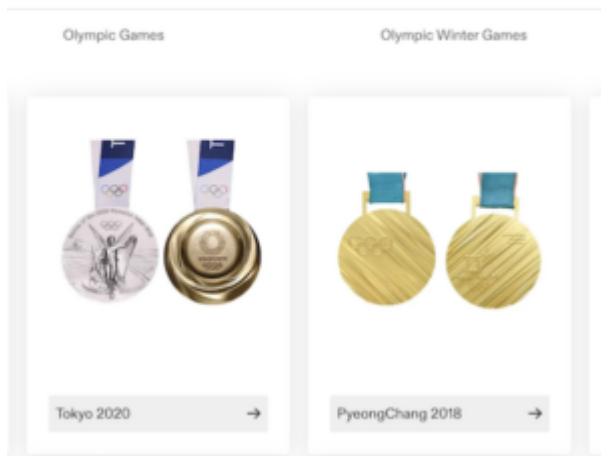 Olympic Games
Olympic Winter Games
Tokyo 2020 →
PyeongChang 2018 →